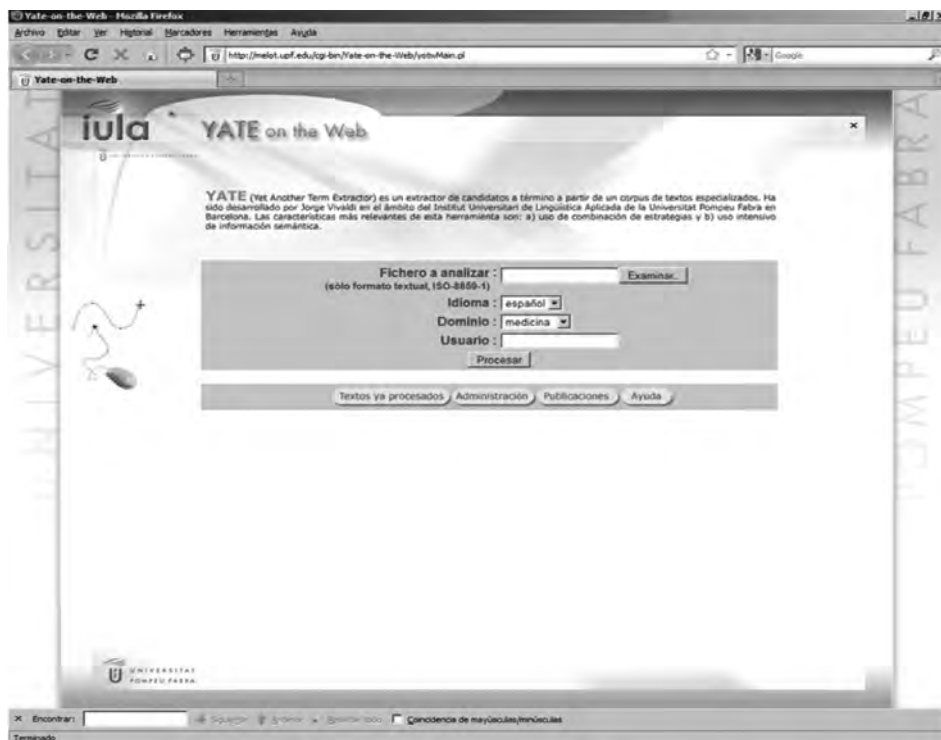 Yate-on-the-Web - Mozilla Firefox
Archivo Editar Ver Historial Marcadores Herramientas Ayuda
http://melot.upf.edu/cgi-bin/Yate-on-the-Web/yotwMain.pl
Google
Yate-on-the-Web
iula
YATE on the Web
YATE (Yet Another Term Extractor) es un extractor de candidatos a término a partir de un corpus de textos especializados. Ha
sido desarrollado por Jorge Vivaldi en el ámbito del Institut Universitari de Lingüística Aplicada de la Universitat Pompeu Fabra en
Barcelona. Las características más relevantes de esta herramienta son: a) uso de combinación de estrategias y b) uso intensivo
de información semántica.
Fichero a analizar : Examinar...
(sólo formato textual, ISO-8859-1)
Idioma : español
Dominio : medicina
Usuario :
Procesar
Textos ya procesados Administración Publicaciones Ayuda
UNIVERSITAT
POMPEU FABRA
UNIVERSITAT
POMPEU FABRA
Encontrar: Siguiente Anterior Resaltar todo Coincidencia de mayúsculas/minúsculas
Terminado